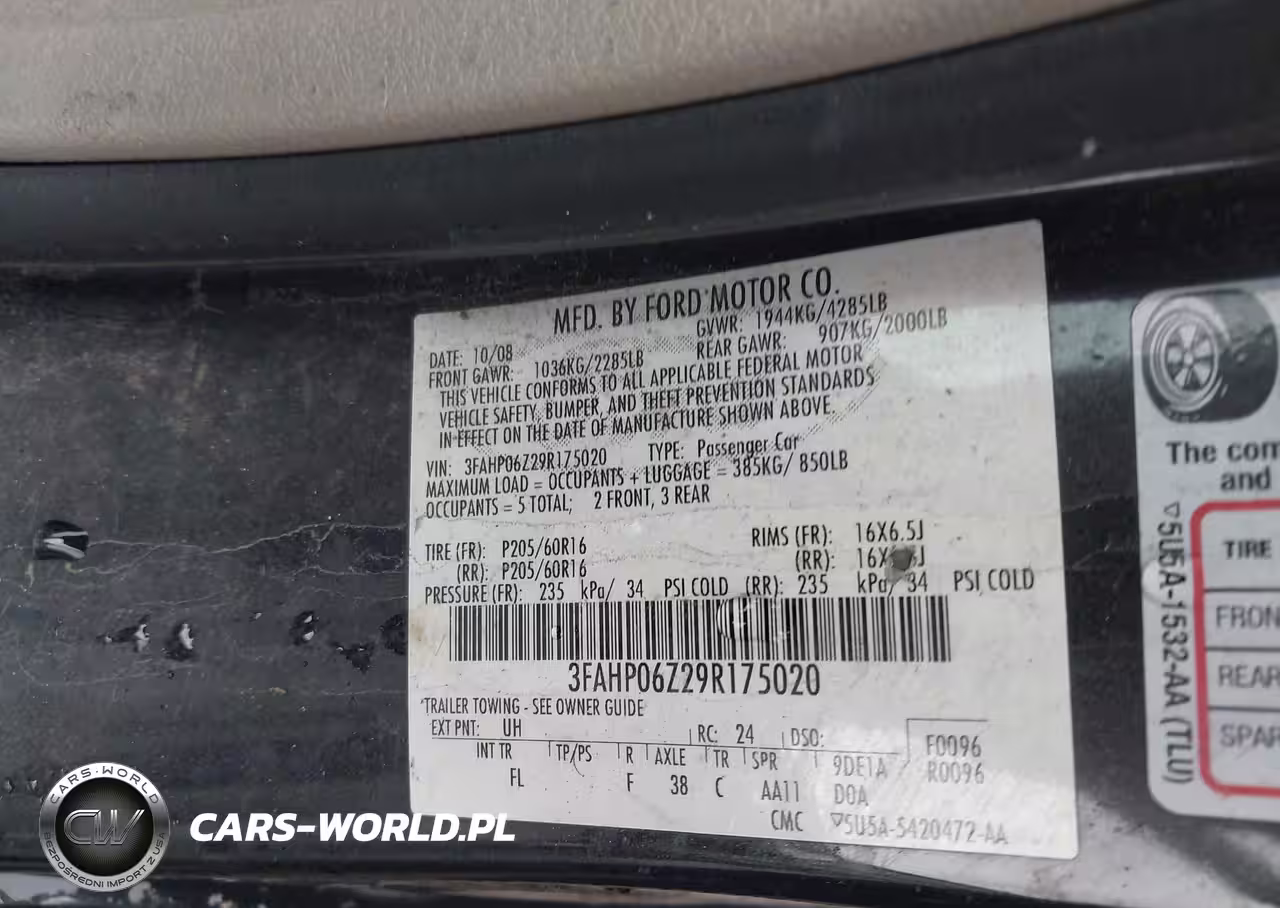 MFD. BY FORD MOTOR CO.
DATE: 10/08 GVWR: 1944KG/4285LB
FRONT GAWR: 1036KG/2285LB REAR GAWR: 907KG/2000LB
THIS VEHICLE CONFORMS TO ALL APPLICABLE FEDERAL MOTOR
VEHICLE SAFETY, BUMPER, AND THEFT PREVENTION STANDARDS
IN EFFECT ON THE DATE OF MANUFACTURE SHOWN ABOVE.
VIN: 3FAHP06Z29R175020 TYPE: Passenger Car
MAXIMUM LOAD = OCCUPANTS + LUGGAGE = 385KG/ 850LB
OCCUPANTS = 5 TOTAL; 2 FRONT, 3 REAR
TIRE (FR): P205/60R16 RIMS (FR): 16X6.5J
(RR): P205/60R16 (RR):
PRESSURE (FR): 235 kPa/ 34 PSI COLD (RR): 235 kPa/ 34 PSI COLD
3FAHP06Z29R175020
*TRAILER TOWING - SEE OWNER GUIDE
EXT PNT: UH RC: 24 DSO: F0096
INT TR TP/PS R AXLE TR SPR 9DE1A R0096
FL F 38 C AA11 D0A
CMC ▽5U5A-5420472-AA
The com
and
▽5U5A-1532-AA (TLU)
TIRE
FRON
REAR
SPAR
CARS-WORLD
CW
BEZPOŚREDNI IMPORT Z USA
CARS-WORLD.PL